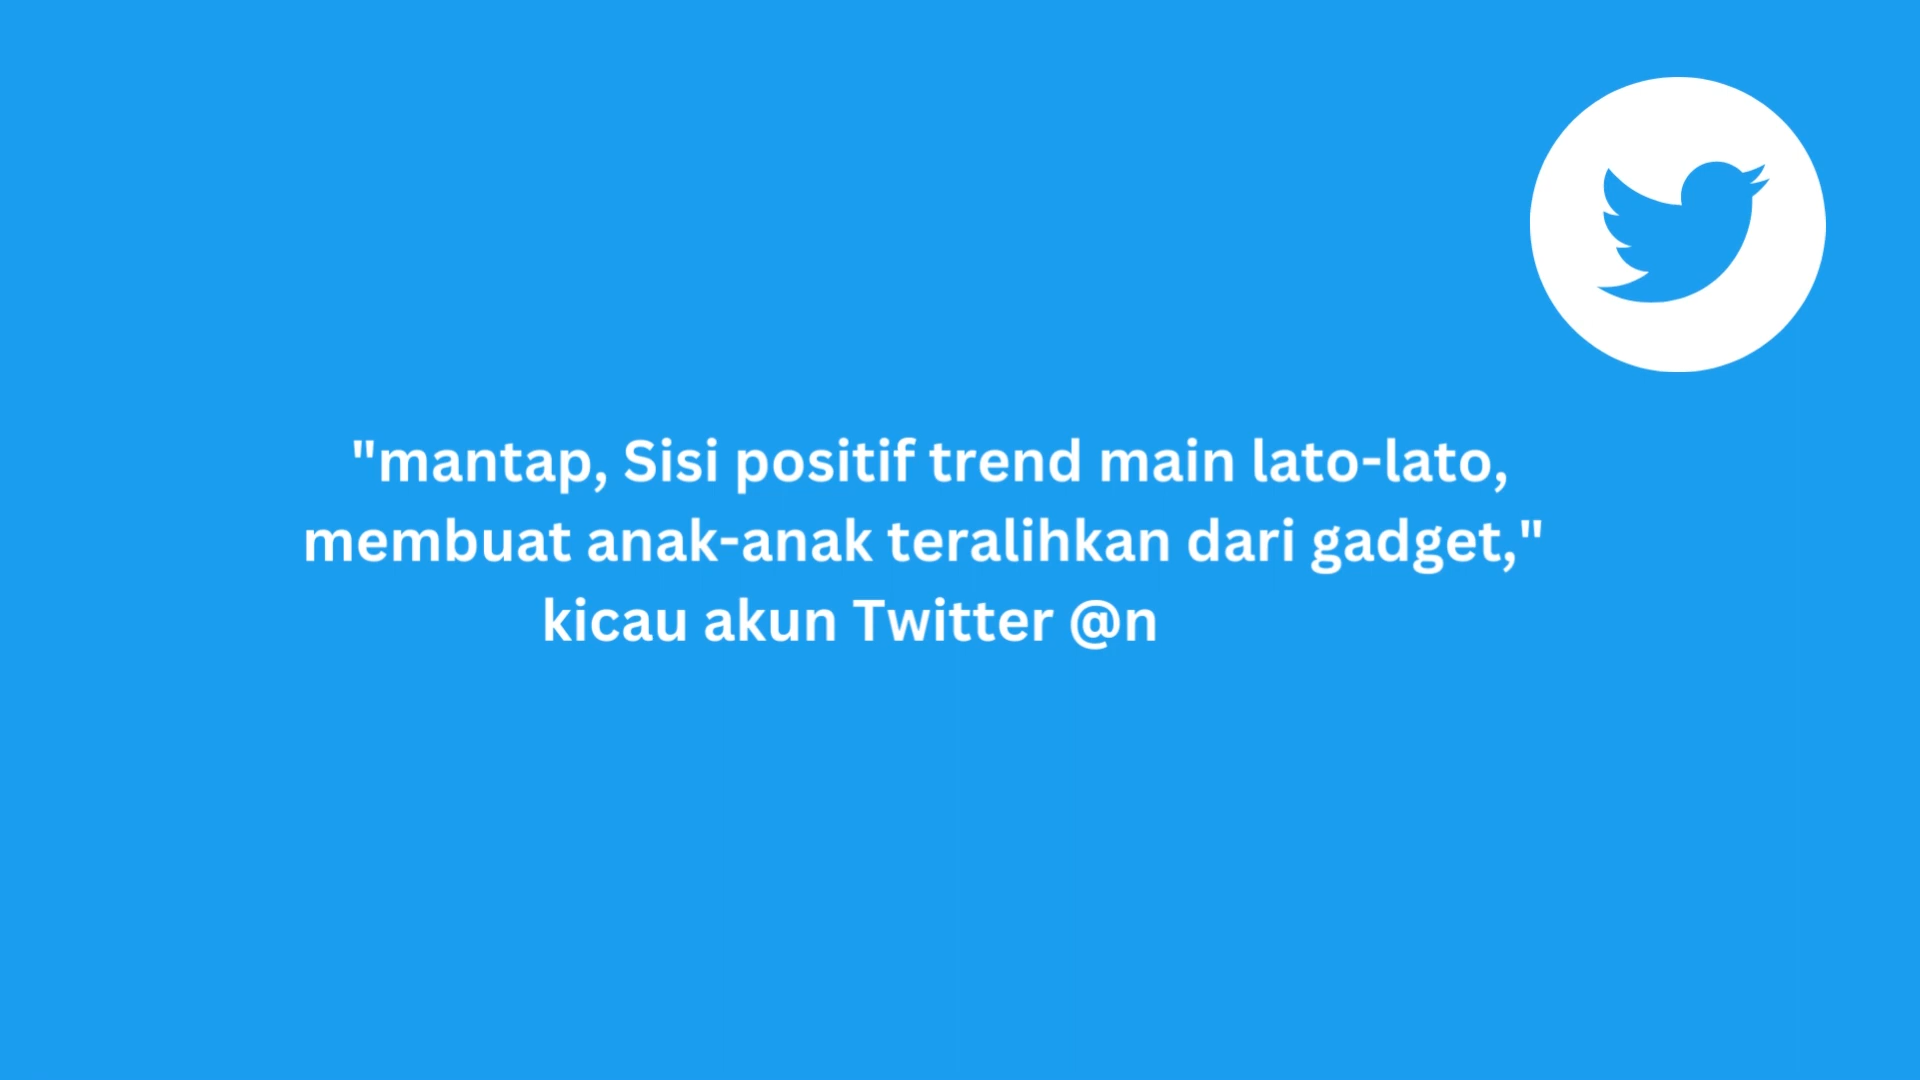 "mantap, Sisi positif trend main lato-lato,
membuat anak-anak teralihkan dari gadget,"
kicau akun Twitter @n